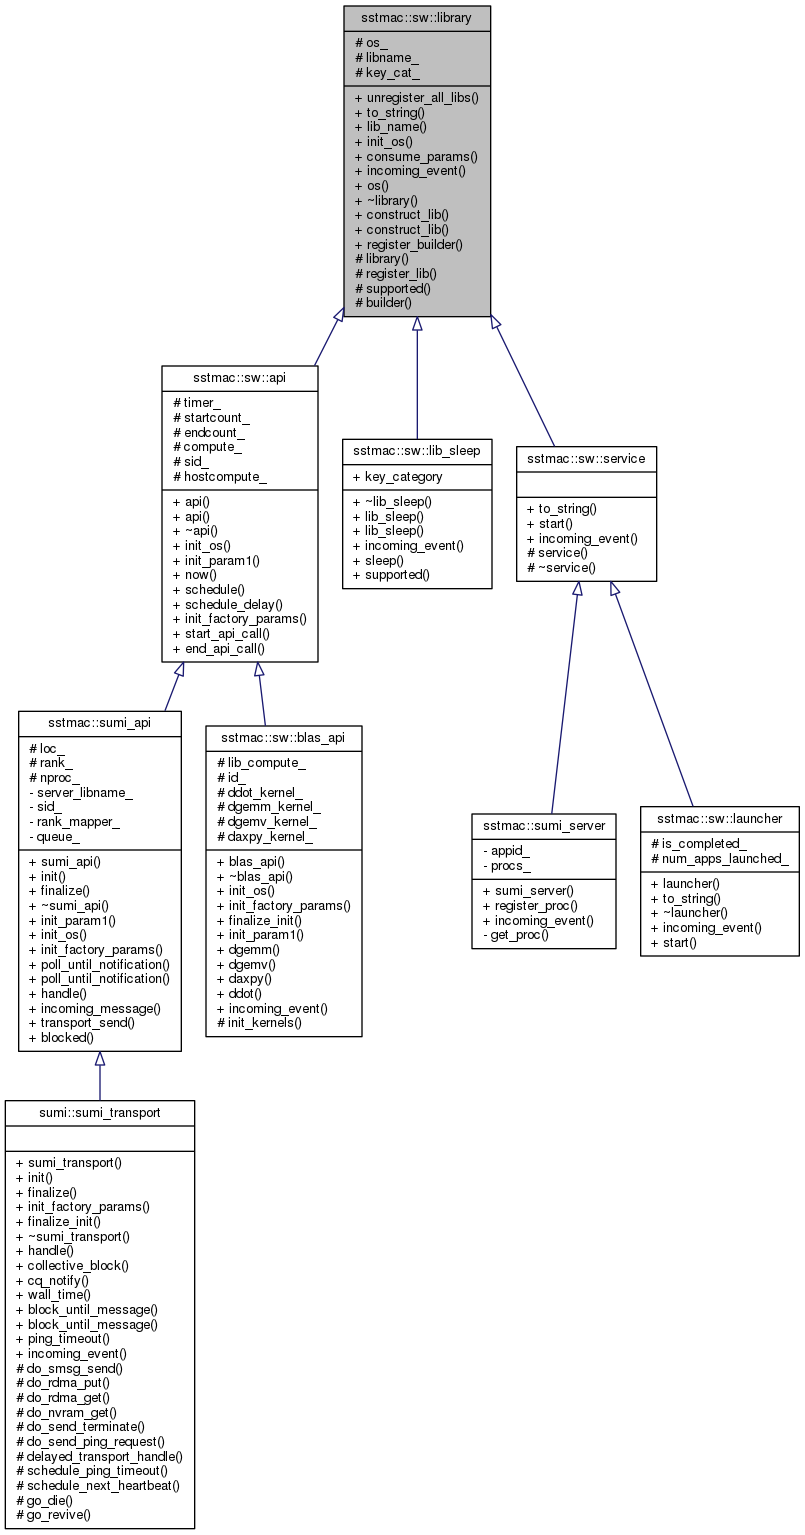 sstmac::sw::library
# os_
# libname_
# key_cat_
+ unregister_all_libs()
+ to_string()
+ lib_name()
+ init_os()
+ consume_params()
+ incoming_event()
+ os()
+ ~library()
+ construct_lib()
+ construct_lib()
+ register_builder()
# library()
# register_lib()
# supported()
# builder()
sstmac::sw::api
# timer_
# startcount_
# endcount_
# compute_
# sid_
# hostcompute_
+ api()
+ api()
+ ~api()
+ init_os()
+ init_param1()
+ now()
+ schedule()
+ schedule_delay()
+ init_factory_params()
+ start_api_call()
+ end_api_call()
sstmac::sw::lib_sleep
+ key_category
+ ~lib_sleep()
+ lib_sleep()
+ lib_sleep()
+ incoming_event()
+ sleep()
+ supported()
sstmac::sw::service
+ to_string()
+ start()
+ incoming_event()
# service()
# ~service()
sstmac::sumi_api
# loc_
# rank_
# nproc_
- server_libname_
- sid_
- rank_mapper_
- queue_
+ sumi_api()
+ init()
+ finalize()
+ ~sumi_api()
+ init_param1()
+ init_os()
+ init_factory_params()
+ poll_until_notification()
+ poll_until_notification()
+ handle()
+ incoming_message()
+ transport_send()
+ blocked()
sstmac::sw::blas_api
# lib_compute_
# id_
# ddot_kernel_
# dgemm_kernel_
# dgemv_kernel_
# daxpy_kernel_
+ blas_api()
+ ~blas_api()
+ init_os()
+ init_factory_params()
+ finalize_init()
+ init_param1()
+ dgemm()
+ dgemv()
+ daxpy()
+ ddot()
+ incoming_event()
# init_kernels()
sstmac::sumi_server
- appid_
- procs_
+ sumi_server()
+ register_proc()
+ incoming_event()
- get_proc()
sstmac::sw::launcher
# is_completed_
# num_apps_launched_
+ launcher()
+ to_string()
+ ~launcher()
+ incoming_event()
+ start()
sumi::sumi_transport
+ sumi_transport()
+ init()
+ finalize()
+ init_factory_params()
+ finalize_init()
+ ~sumi_transport()
+ handle()
+ collective_block()
+ cq_notify()
+ wall_time()
+ block_until_message()
+ block_until_message()
+ ping_timeout()
+ incoming_event()
# do_smsg_send()
# do_rdma_put()
# do_rdma_get()
# do_nvram_get()
# do_send_terminate()
# do_send_ping_request()
# delayed_transport_handle()
# schedule_ping_timeout()
# schedule_next_heartbeat()
# go_die()
# go_revive()